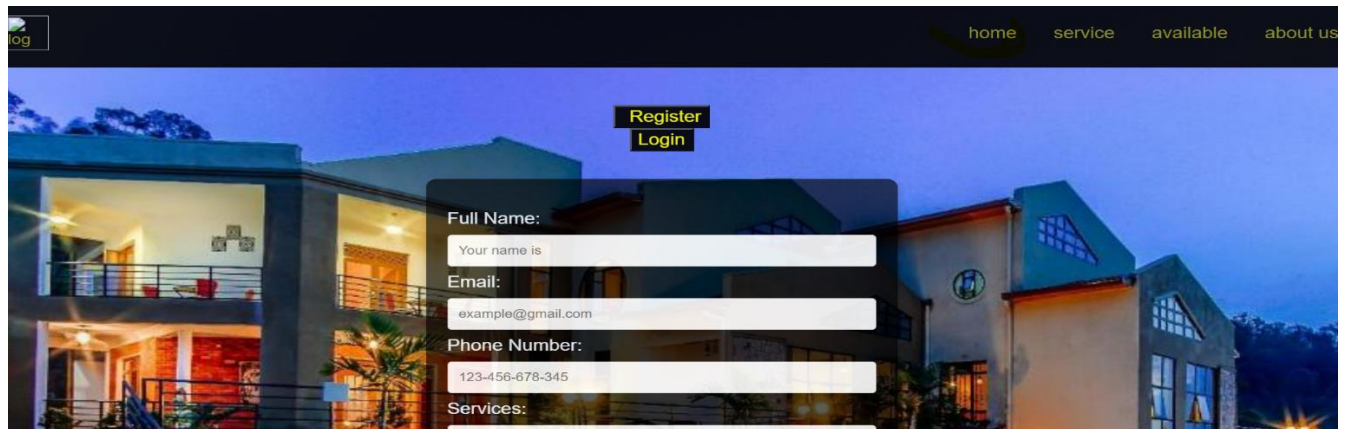 log
home service available about us
Register
Login
Full Name:
Your name is
Email:
example@gmail.com
Phone Number:
123-456-678-345
Services: